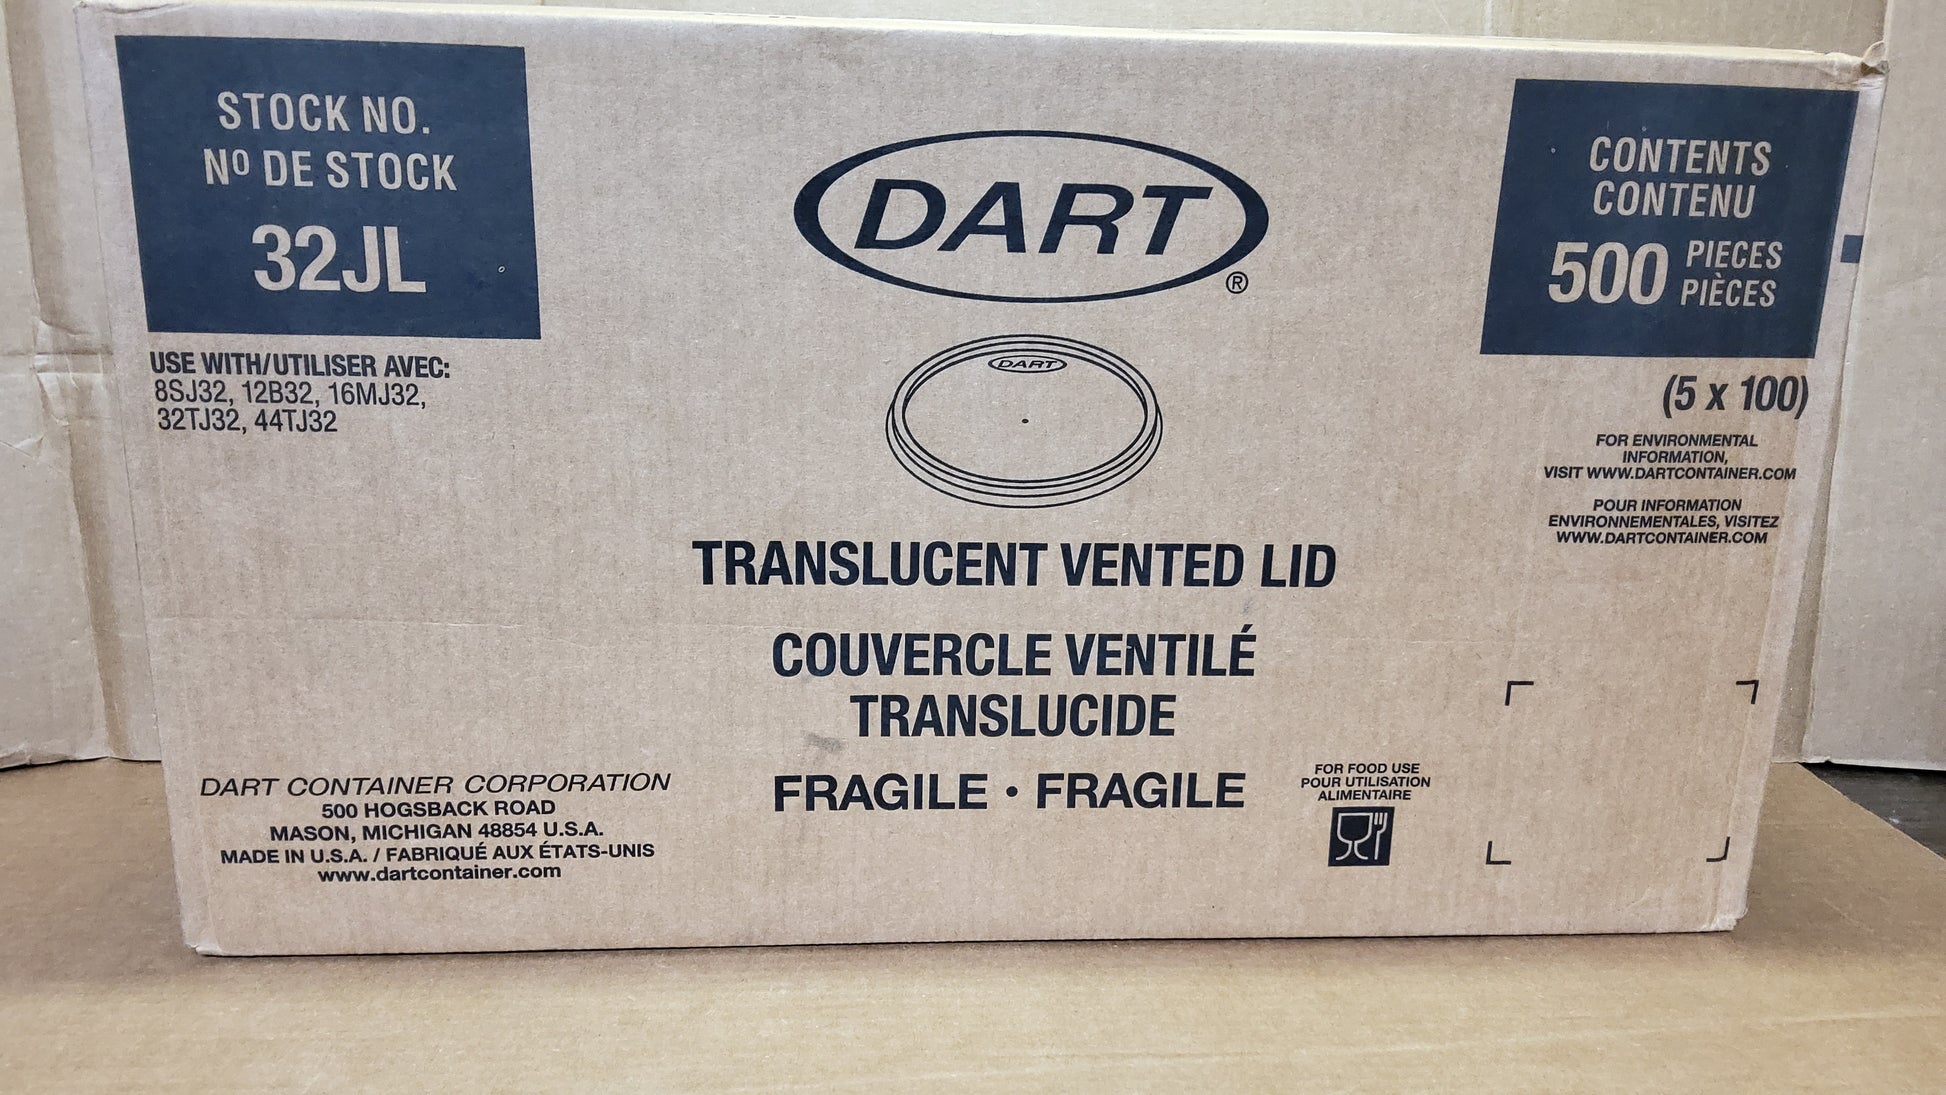 STOCK NO.
Nº DE STOCK
32JL
USE WITH/UTILISER AVEC:
8SJ32, 12B32, 16MJ32,
32TJ32, 44TJ32
DART®
DART
TRANSLUCENT VENTED LID
COUVERCLE VENTILÉ
TRANSLUCIDE
FRAGILE • FRAGILE
CONTENTS
CONTENU
500 PIECES
PIÈCES
(5 x 100)
FOR ENVIRONMENTAL
INFORMATION,
VISIT WWW.DARTCONTAINER.COM
POUR INFORMATION
ENVIRONNEMENTALES, VISITEZ
WWW.DARTCONTAINER.COM
DART CONTAINER CORPORATION
500 HOGSBACK ROAD
MASON, MICHIGAN 48854 U.S.A.
MADE IN U.S.A. / FABRIQUÉ AUX ÉTATS-UNIS
www.dartcontainer.com
FOR FOOD USE
POUR UTILISATION
ALIMENTAIRE